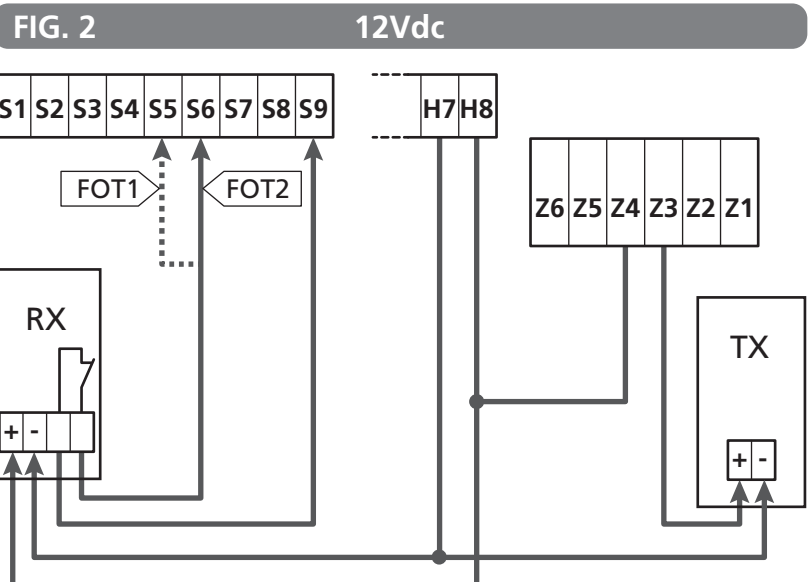 FIG. 2 12Vdc
S1 S2 S3 S4 S5 S6 S7 S8 S9
H7 H8
FOT1 FOT2
Z6 Z5 Z4 Z3 Z2 Z1
RX
TX
+ -
+ -